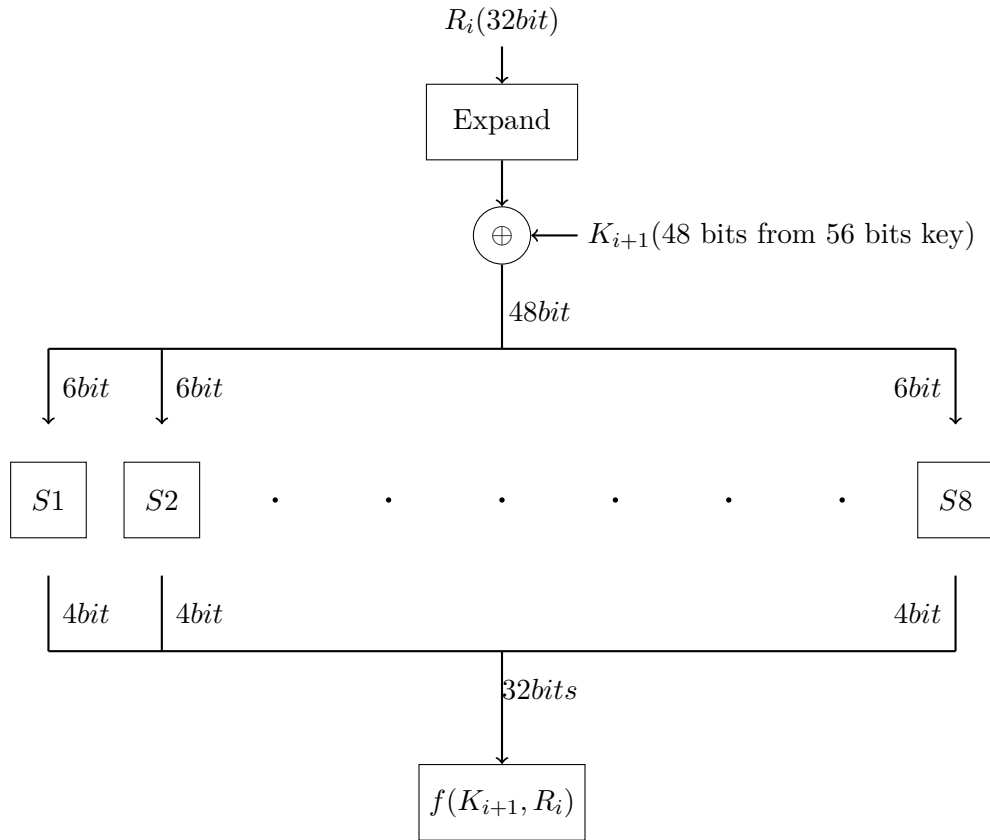 R_i(32bit)
Expand
⊕ K_{i+1}(48 bits from 56 bits key)
48bit
6bit 6bit 6bit
S1 S2 · · · · · · S8
4bit 4bit 4bit
32bits
f(K_{i+1}, R_i)